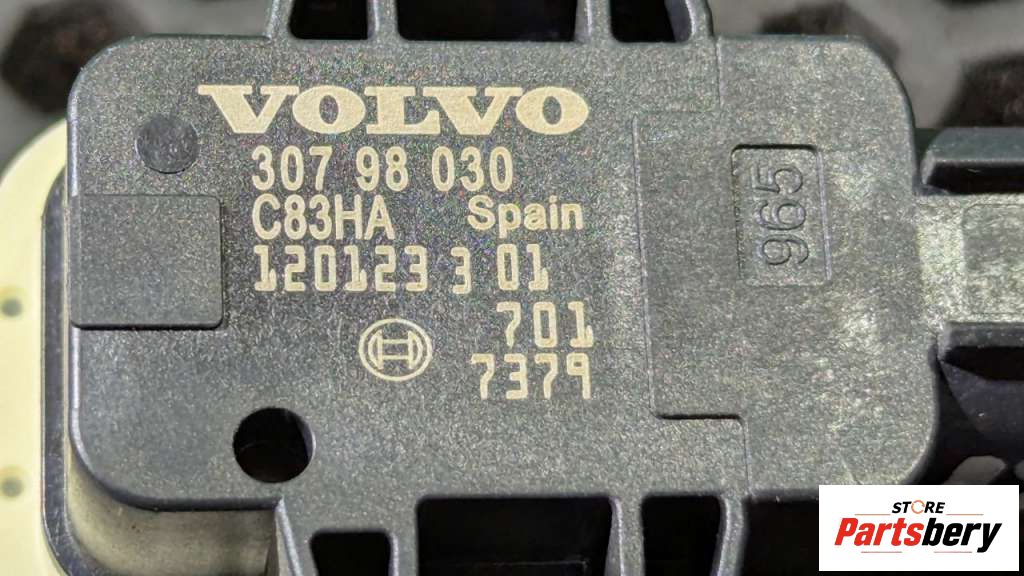 VOLVO
307 98 030
C83HA Spain
120123 3 01
701
7379
965
STORE
Partsbery